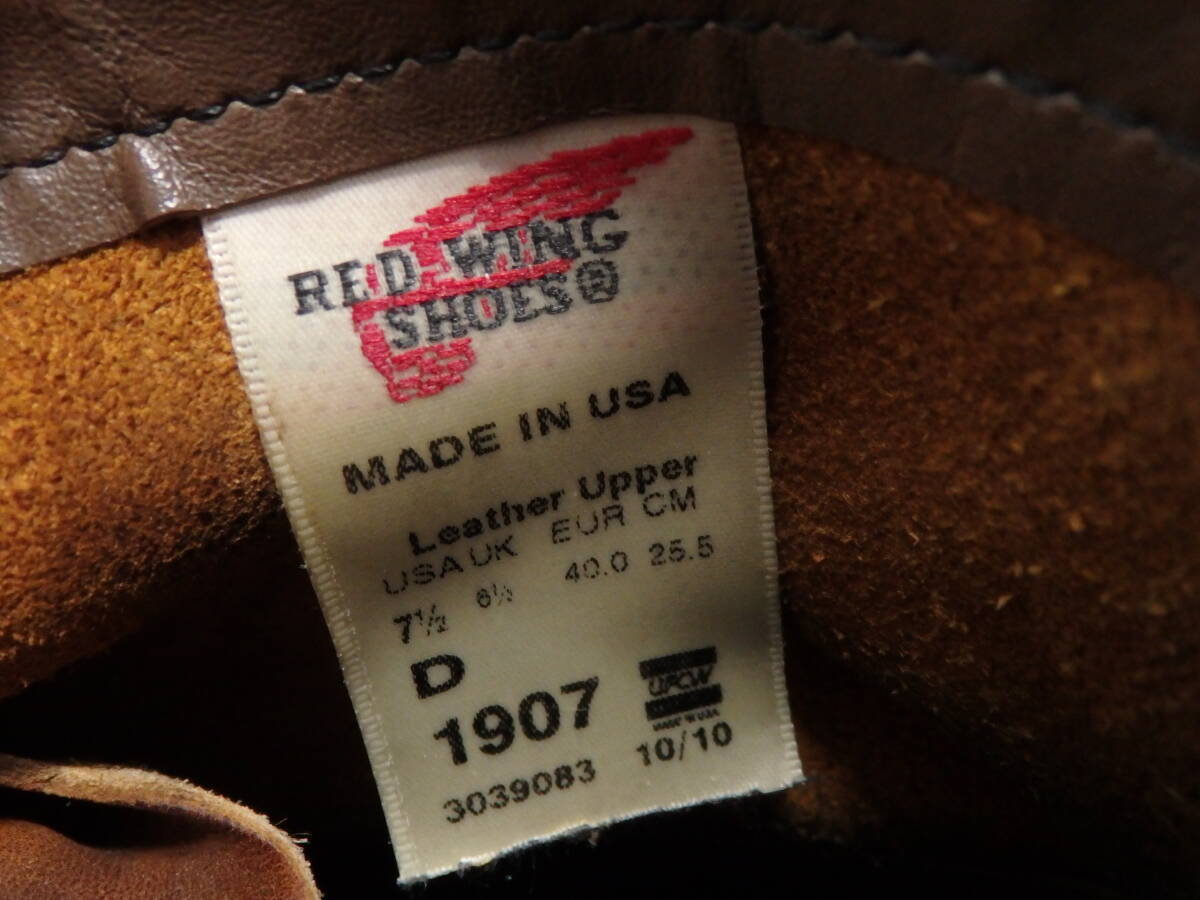 RED WING
SHOES®
MADE IN USA
Leather Upper
USA UK EUR CM
7½ 6½ 40.0 25.5
D
1907
UFCW
10/10
3039083